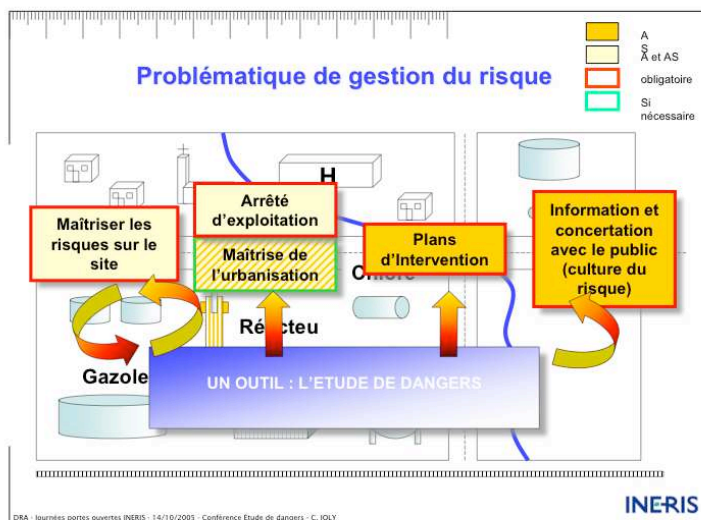 Problématique de gestion du risque
A
S
A et AS
obligatoire
Si
nécessaire
H
Maîtriser les
risques sur le
site
Arrêté
d'exploitation
Maîtrise de
l'urbanisation
Plans
d'Intervention
Information et
concertation
avec le public
(culture du
risque)
Chlore
Gazole
UN OUTIL : L'ETUDE DE DANGERS
DRA - Journées portes ouvertes INERIS - 14/10/2005 - Conférence Etude de dangers - C. JOLY
INERIS